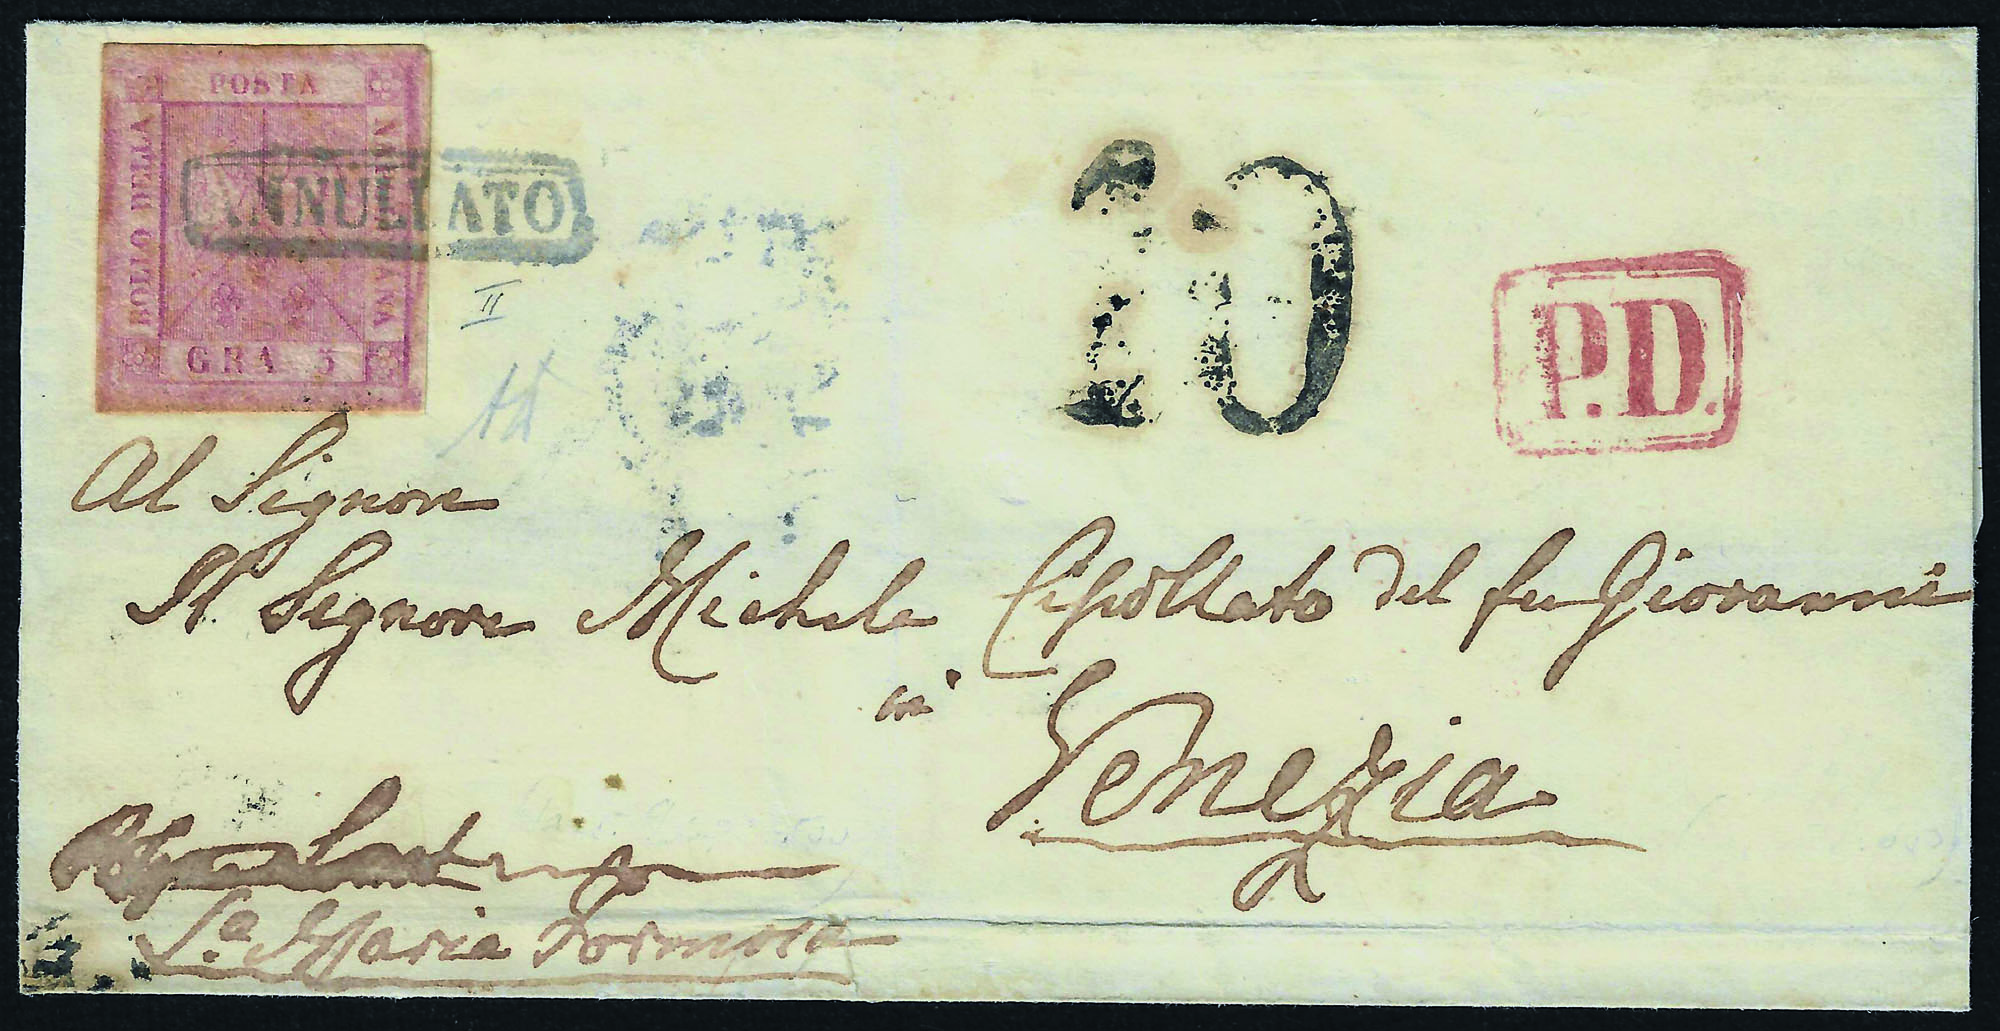 POSTA
BOLLO DELLA
NAPOLETANA
GRA 5
ANNULLATO
II
10
P.D.
Al Signore
Il Signore Michele Cipollato del fu Giovanni
in
Venezia
S.a Maria Formosa